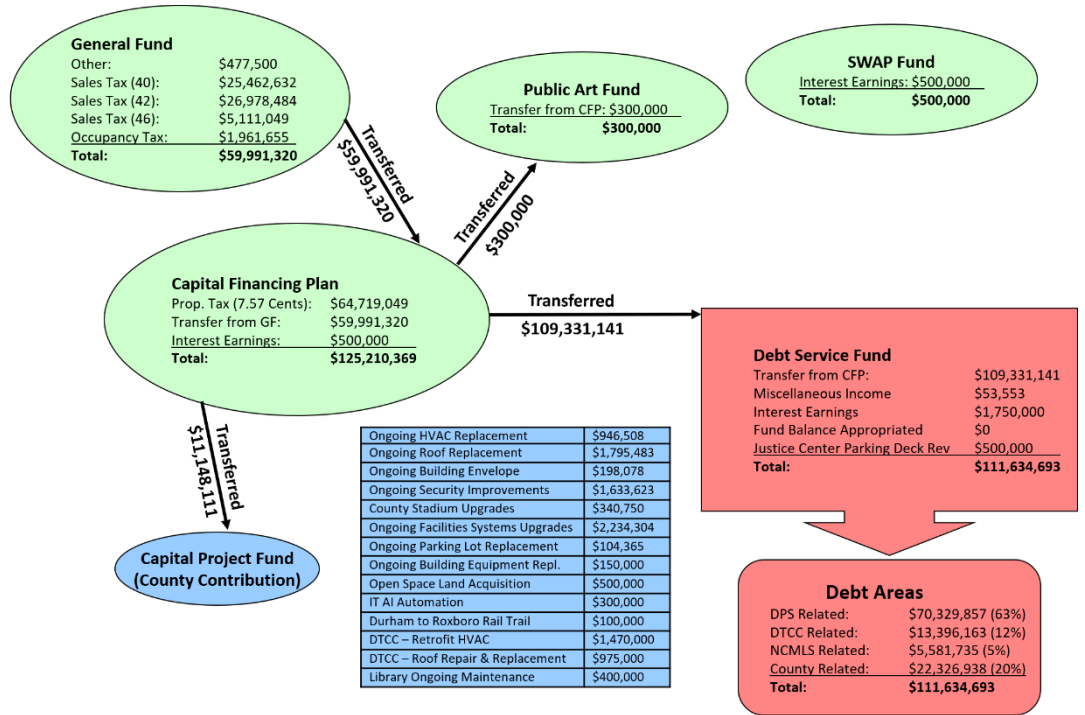 General Fund
Other: $477,500
Sales Tax (40): $25,462,632
Sales Tax (42): $26,978,484
Sales Tax (46): $5,111,049
Occupancy Tax: $1,961,655
Total: $59,991,320
Public Art Fund
Transfer from CFP: $300,000
Total: $300,000
SWAP Fund
Interest Earnings: $500,000
Total: $500,000
Transferred
$59,991,320
Transferred
$300,000
Capital Financing Plan
Prop. Tax (7.57 Cents): $64,719,049
Transfer from GF: $59,991,320
Interest Earnings: $500,000
Total: $125,210,369
Transferred
$109,331,141
Debt Service Fund
Transfer from CFP: $109,331,141
Miscellaneous Income $53,553
Interest Earnings $1,750,000
Fund Balance Appropriated $0
Justice Center Parking Deck Rev $500,000
Total: $111,634,693
Transferred
$11,148,111
Capital Project Fund
(County Contribution)
Ongoing HVAC Replacement $946,508
Ongoing Roof Replacement $1,795,483
Ongoing Building Envelope $198,078
Ongoing Security Improvements $1,633,623
County Stadium Upgrades $340,750
Ongoing Facilities Systems Upgrades $2,234,304
Ongoing Parking Lot Replacement $104,365
Ongoing Building Equipment Repl. $150,000
Open Space Land Acquisition $500,000
IT AI Automation $300,000
Durham to Roxboro Rail Trail $100,000
DTCC – Retrofit HVAC $1,470,000
DTCC – Roof Repair & Replacement $975,000
Library Ongoing Maintenance $400,000
Debt Areas
DPS Related: $70,329,857 (63%)
DTCC Related: $13,396,163 (12%)
NCMLS Related: $5,581,735 (5%)
County Related: $22,326,938 (20%)
Total: $111,634,693